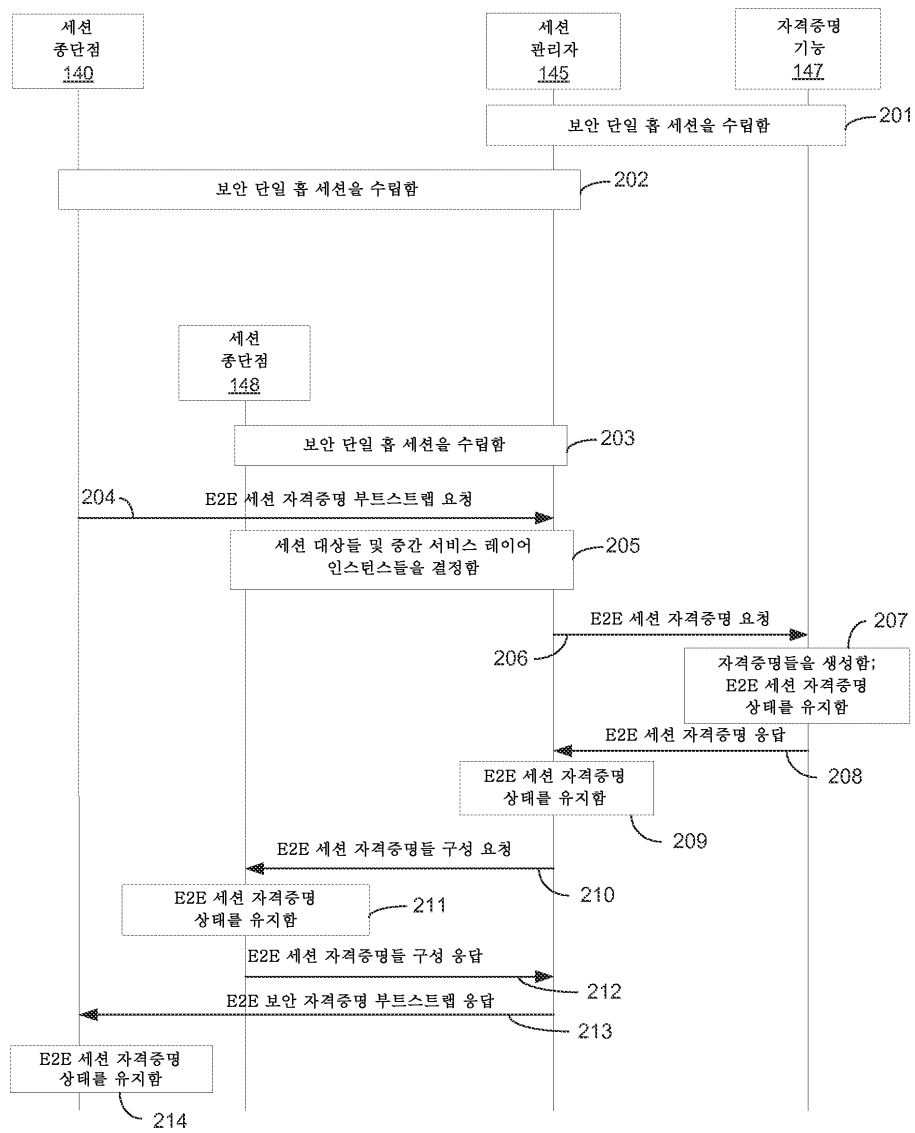 세션
종단점
140
세션
관리자
145
자격증명
기능
147
보안 단일 홉 세션을 수립함
201
보안 단일 홉 세션을 수립함
202
세션
종단점
148
보안 단일 홉 세션을 수립함
203
204
E2E 세션 자격증명 부트스트랩 요청
세션 대상들 및 중간 서비스 레이어
인스턴스들을 결정함
205
E2E 세션 자격증명 요청
206
207
자격증명들을 생성함;
E2E 세션 자격증명
상태를 유지함
E2E 세션 자격증명 응답
208
E2E 세션 자격증명
상태를 유지함
209
E2E 세션 자격증명들 구성 요청
210
E2E 세션 자격증명
상태를 유지함
211
E2E 세션 자격증명들 구성 응답
212
E2E 보안 자격증명 부트스트랩 응답
213
E2E 세션 자격증명
상태를 유지함
214